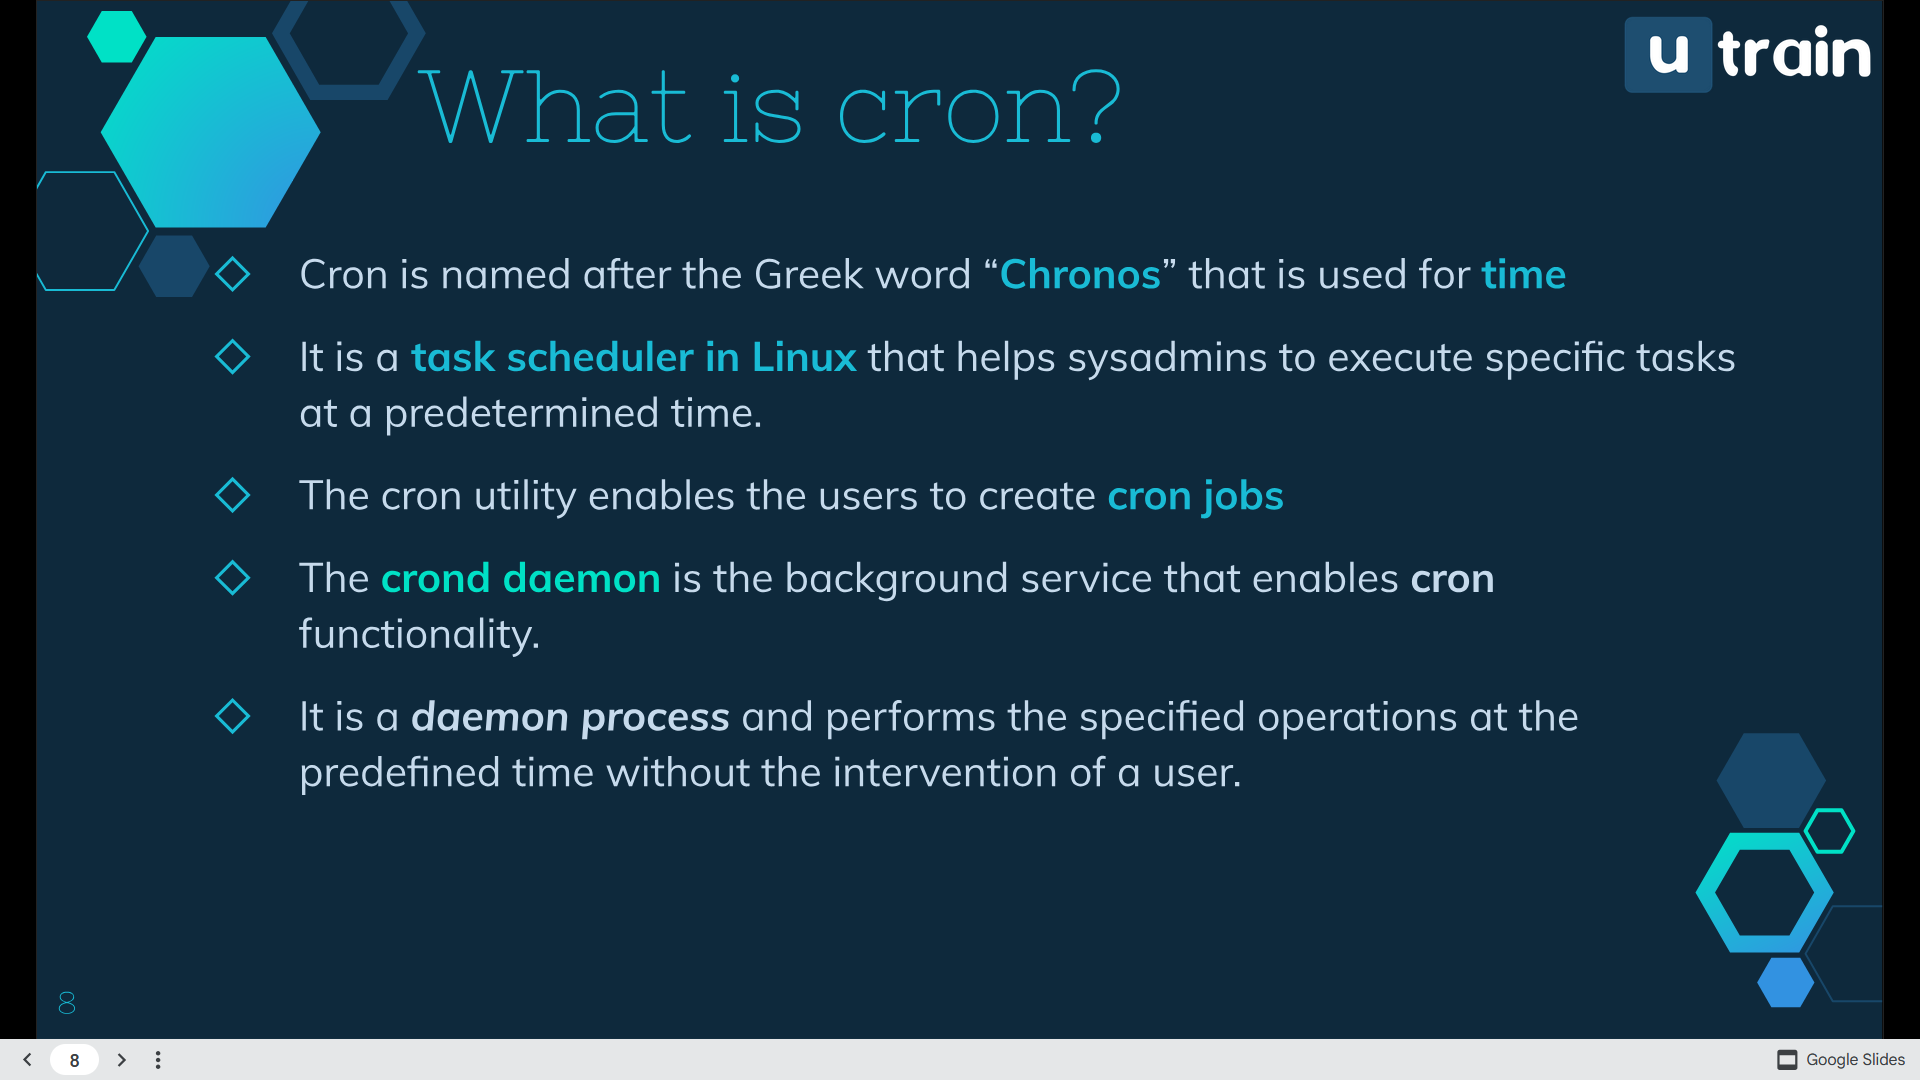 u train
What is cron?
Cron is named after the Greek word “Chronos” that is used for time
It is a task scheduler in Linux that helps sysadmins to execute specific tasks
at a predetermined time.
The cron utility enables the users to create cron jobs
The crond daemon is the background service that enables cron
functionality.
It is a daemon process and performs the specified operations at the
predefined time without the intervention of a user.
8
8
Google Slides